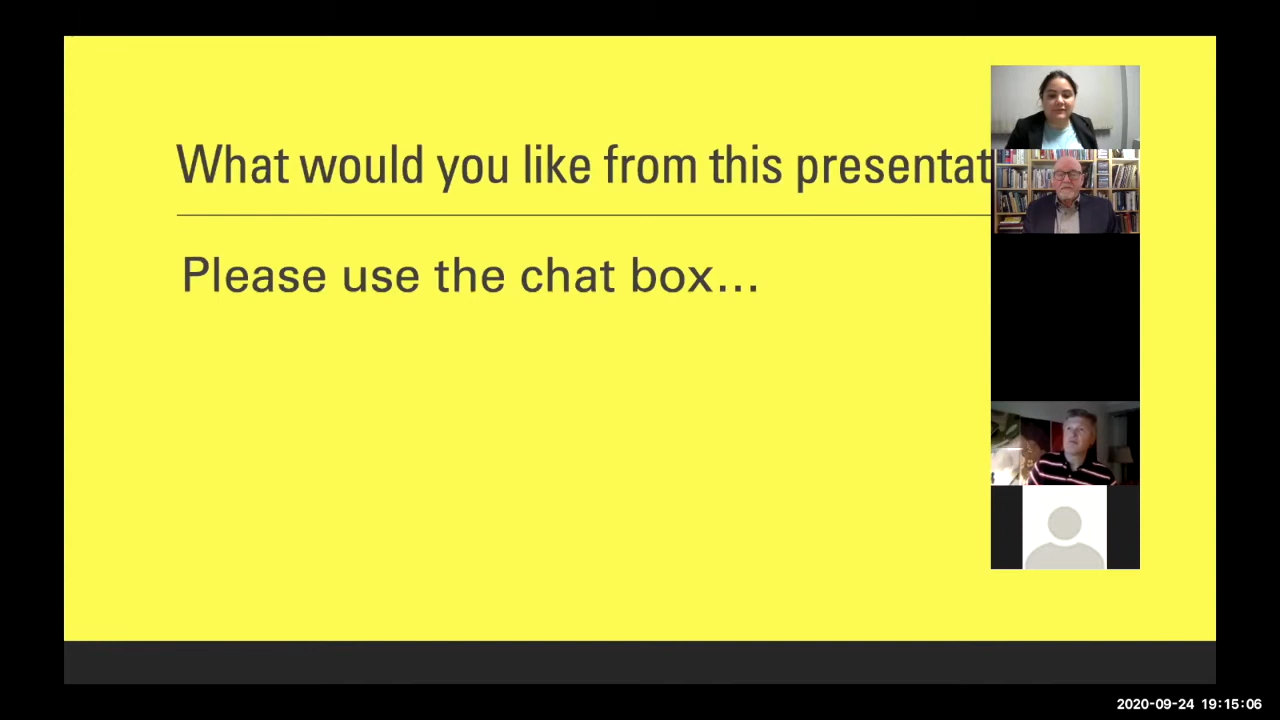 What would you like from this presentat
Please use the chat box...
2020-09-24 19:15:06